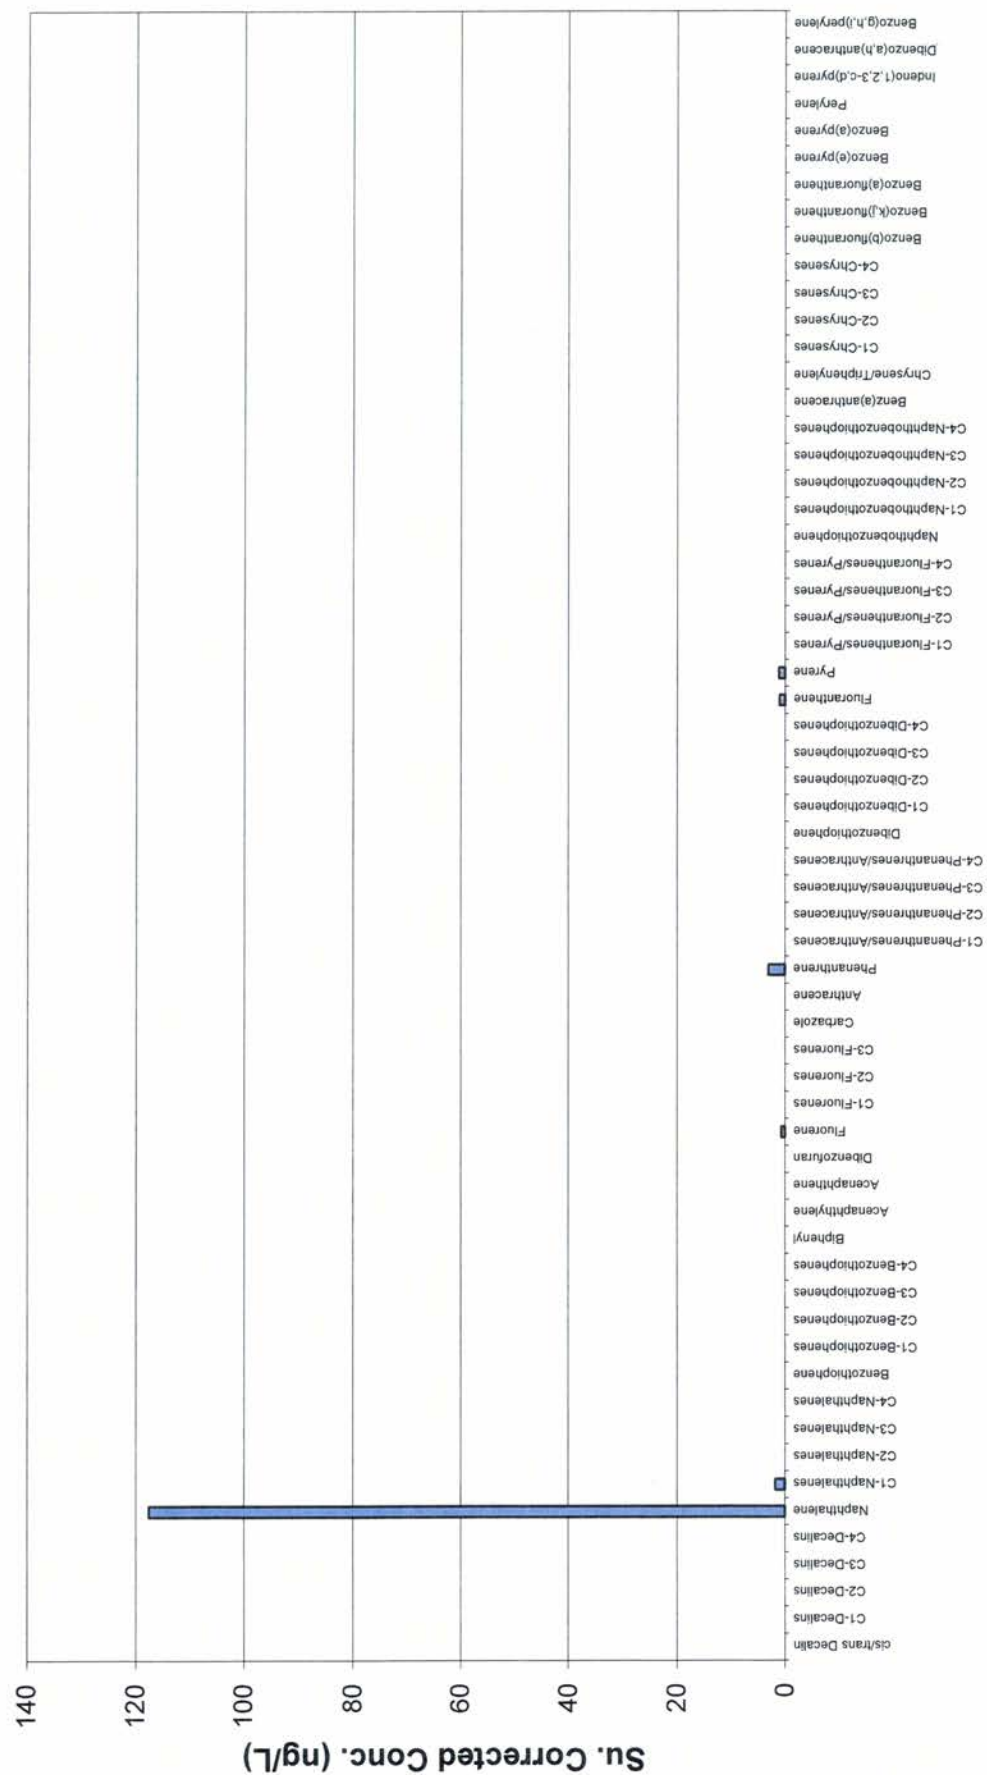 Su. Corrected Conc. (ng/L)
140
120
100
80
60
40
20
0
cis/trans Decalin
C1-Decalins
C2-Decalins
C3-Decalins
C4-Decalins
Naphthalene
C1-Naphthalenes
C2-Naphthalenes
C3-Naphthalenes
C4-Naphthalenes
Benzothiophene
C1-Benzothiophenes
C2-Benzothiophenes
C3-Benzothiophenes
C4-Benzothiophenes
Biphenyl
Acenaphthylene
Acenaphthene
Dibenzofuran
Fluorene
C1-Fluorenes
C2-Fluorenes
C3-Fluorenes
Carbazole
Anthracene
Phenanthrene
C1-Phenanthrenes/Anthracenes
C2-Phenanthrenes/Anthracenes
C3-Phenanthrenes/Anthracenes
C4-Phenanthrenes/Anthracenes
Dibenzothiophene
C1-Dibenzothiophenes
C2-Dibenzothiophenes
C3-Dibenzothiophenes
C4-Dibenzothiophenes
Fluoranthene
Pyrene
C1-Fluoranthenes/Pyrenes
C2-Fluoranthenes/Pyrenes
C3-Fluoranthenes/Pyrenes
C4-Fluoranthenes/Pyrenes
Naphthobenzothiophene
C1-Naphthobenzothiophenes
C2-Naphthobenzothiophenes
C3-Naphthobenzothiophenes
C4-Naphthobenzothiophenes
Benz(a)anthracene
Chrysene/Triphenylene
C1-Chrysenes
C2-Chrysenes
C3-Chrysenes
C4-Chrysenes
Benzo(b)fluoranthene
Benzo(k,j)fluoranthene
Benzo(a)fluoranthene
Benzo(e)pyrene
Benzo(a)pyrene
Perylene
Indeno(1,2,3-c,d)pyrene
Dibenzo(a,h)anthracene
Benzo(g,h,i)perylene